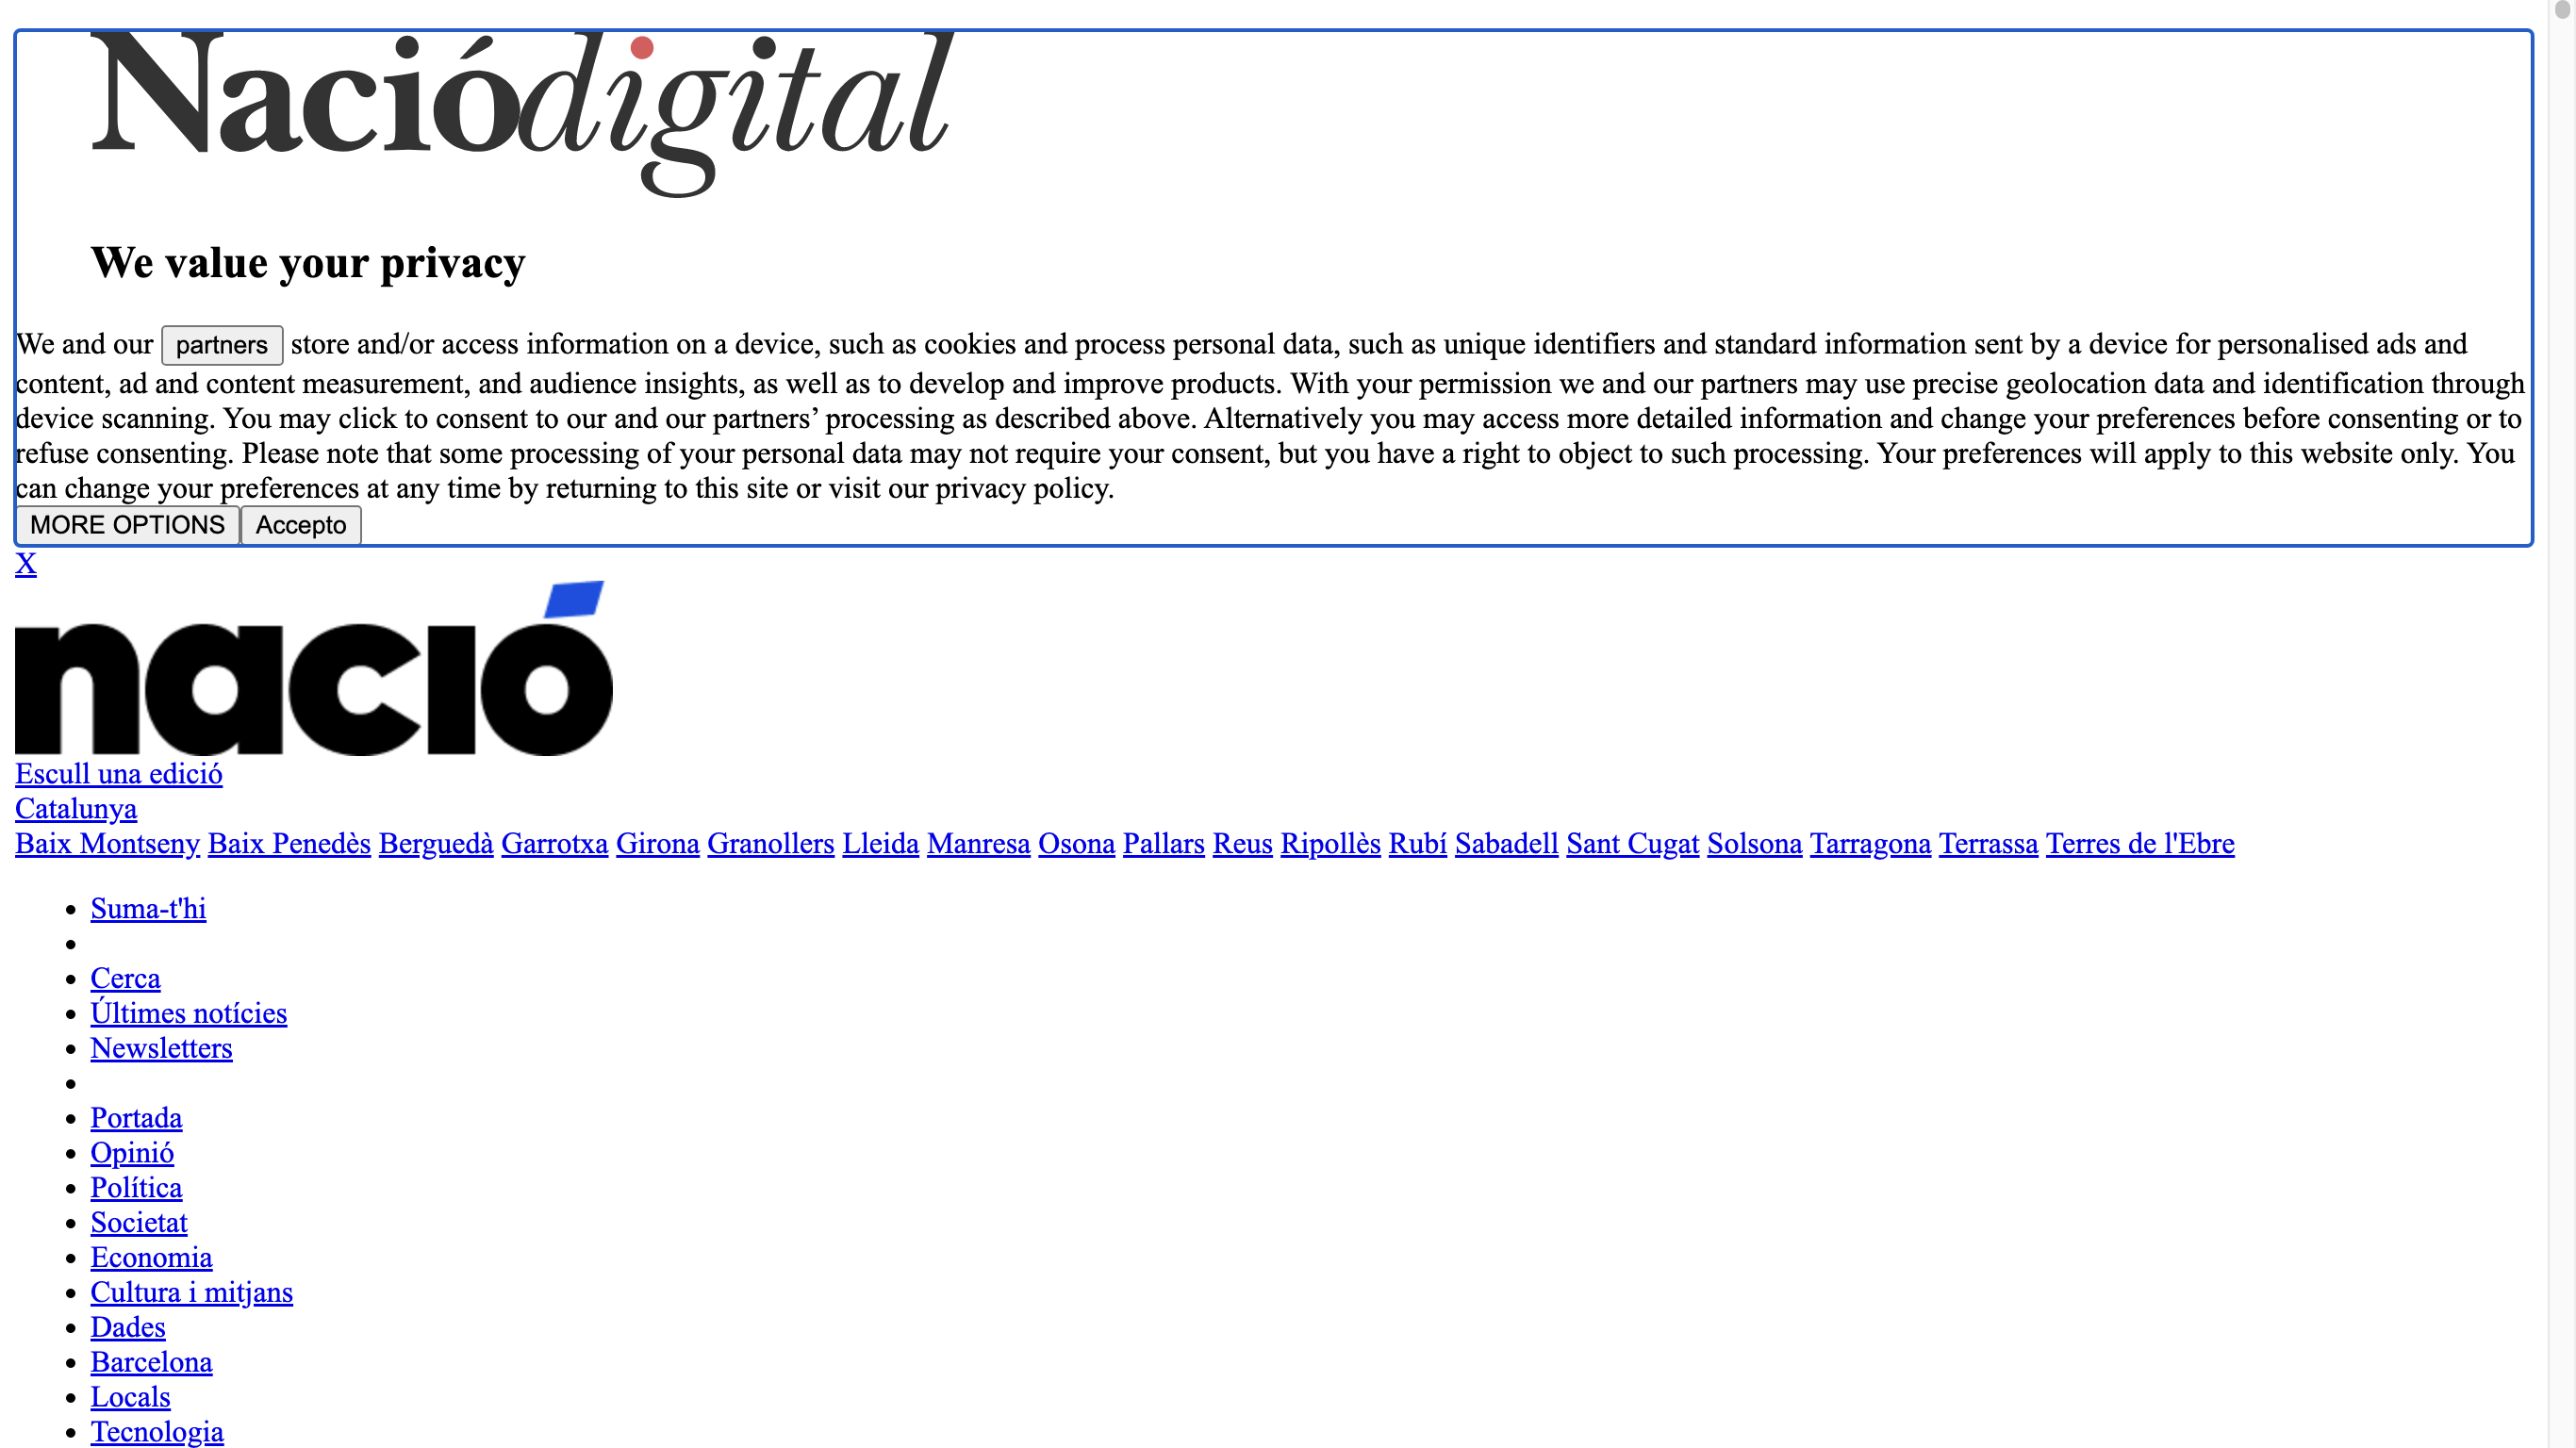 Naciódigital
We value your privacy
We and our partners store and/or access information on a device, such as cookies and process personal data, such as unique identifiers and standard information sent by a device for personalised ads and
content, ad and content measurement, and audience insights, as well as to develop and improve products. With your permission we and our partners may use precise geolocation data and identification through
device scanning. You may click to consent to our and our partners’ processing as described above. Alternatively you may access more detailed information and change your preferences before consenting or to
refuse consenting. Please note that some processing of your personal data may not require your consent, but you have a right to object to such processing. Your preferences will apply to this website only. You
can change your preferences at any time by returning to this site or visit our privacy policy.
MORE OPTIONS Accepto
X
nació
Escull una edició
Catalunya
Baix Montseny Baix Penedès Berguedà Garrotxa Girona Granollers Lleida Manresa Osona Pallars Reus Ripollès Rubí Sabadell Sant Cugat Solsona Tarragona Terrassa Terres de l'Ebre
Suma-t'hi
Cerca
Últimes notícies
Newsletters
Portada
Opinió
Política
Societat
Economia
Cultura i mitjans
Dades
Barcelona
Locals
Tecnologia